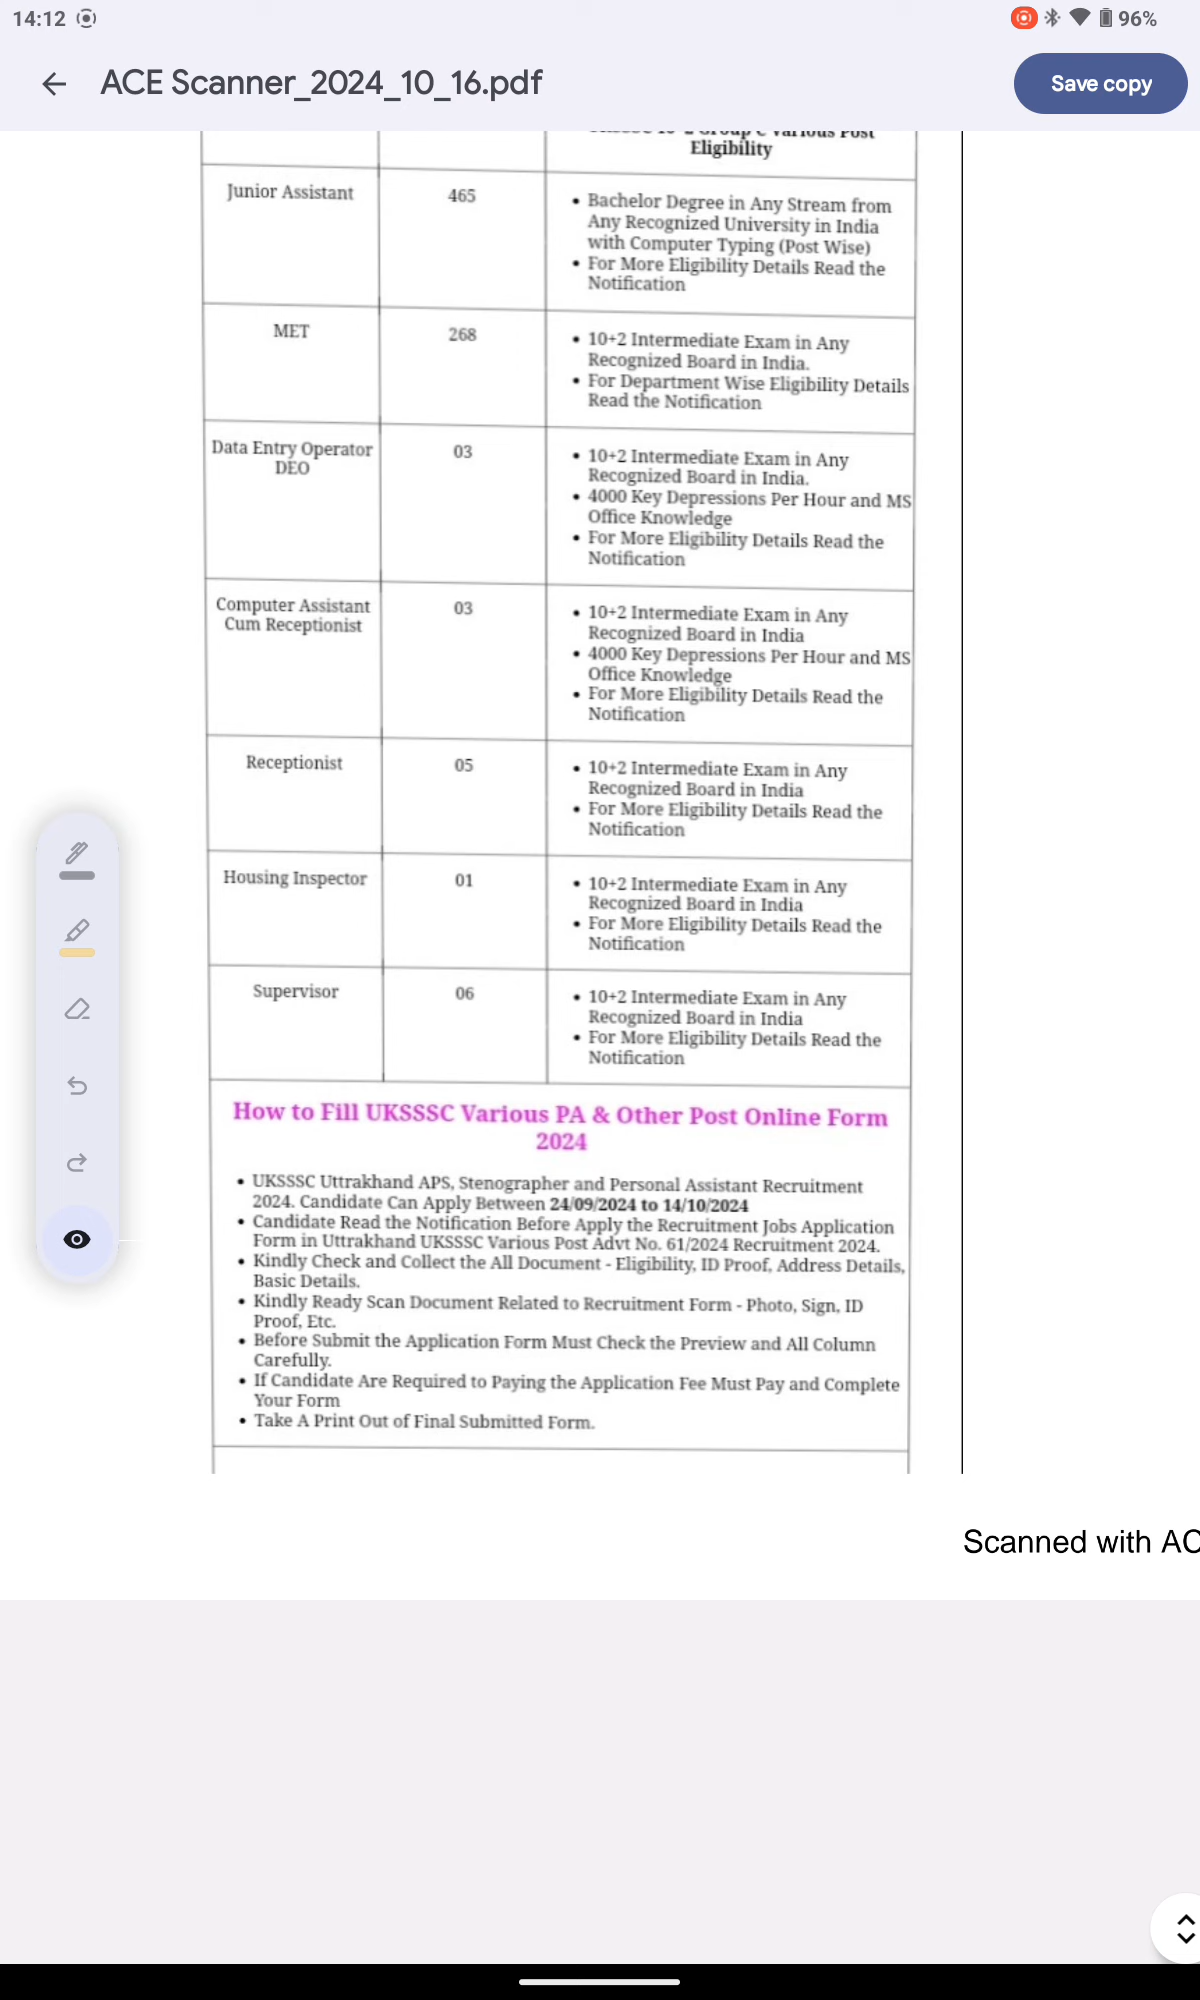 14:12
96%
ACE Scanner_2024_10_16.pdf
Save copy
Group C Various Post
Eligibility
Junior Assistant
465
• Bachelor Degree in Any Stream from
Any Recognized University in India
with Computer Typing (Post Wise)
• For More Eligibility Details Read the
Notification
MET
268
• 10+2 Intermediate Exam in Any
Recognized Board in India.
• For Department Wise Eligibility Details
Read the Notification
Data Entry Operator
DEO
03
• 10+2 Intermediate Exam in Any
Recognized Board in India.
• 4000 Key Depressions Per Hour and MS
Office Knowledge
• For More Eligibility Details Read the
Notification
Computer Assistant
Cum Receptionist
03
• 10+2 Intermediate Exam in Any
Recognized Board in India
• 4000 Key Depressions Per Hour and MS
Office Knowledge
• For More Eligibility Details Read the
Notification
Receptionist
05
• 10+2 Intermediate Exam in Any
Recognized Board in India
• For More Eligibility Details Read the
Notification
Housing Inspector
01
• 10+2 Intermediate Exam in Any
Recognized Board in India
• For More Eligibility Details Read the
Notification
Supervisor
06
• 10+2 Intermediate Exam in Any
Recognized Board in India
• For More Eligibility Details Read the
Notification
How to Fill UKSSSC Various PA & Other Post Online Form
2024
• UKSSSC Uttrakhand APS, Stenographer and Personal Assistant Recruitment
2024. Candidate Can Apply Between 24/09/2024 to 14/10/2024
• Candidate Read the Notification Before Apply the Recruitment Jobs Application
Form in Uttrakhand UKSSSC Various Post Advt No. 61/2024 Recruitment 2024.
• Kindly Check and Collect the All Document - Eligibility, ID Proof, Address Details,
Basic Details.
• Kindly Ready Scan Document Related to Recruitment Form - Photo, Sign, ID
Proof, Etc.
• Before Submit the Application Form Must Check the Preview and All Column
Carefully.
• If Candidate Are Required to Paying the Application Fee Must Pay and Complete
Your Form
• Take A Print Out of Final Submitted Form.
Scanned with AC